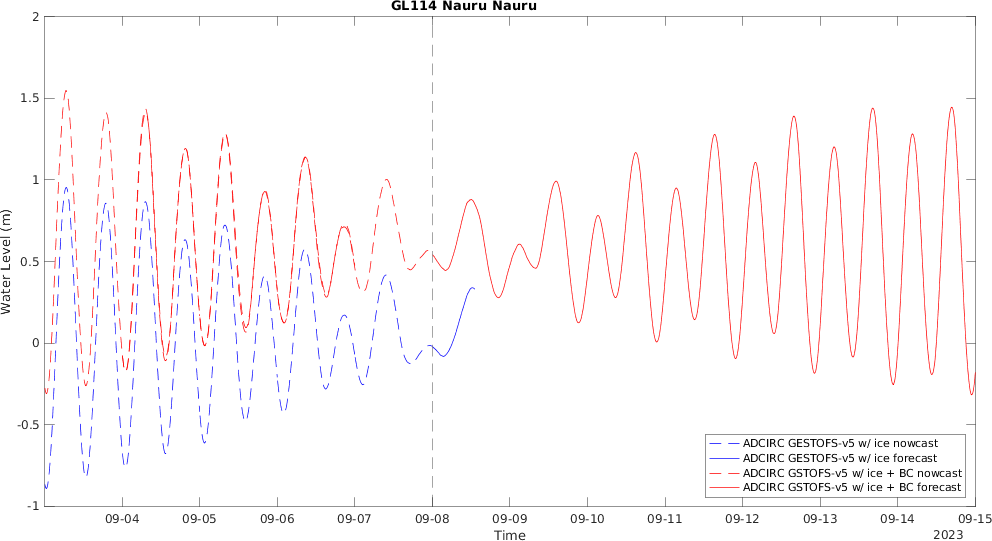 GL114 Nauru Nauru
Water Level (m)
2
1.5
1
0.5
0
-0.5
-1
ADCIRC GESTOFS-v5 w/ ice nowcast
ADCIRC GESTOFS-v5 w/ ice forecast
ADCIRC GSTOFS-v5 w/ ice + BC nowcast
ADCIRC GSTOFS-v5 w/ ice + BC forecast
09-04 09-05 09-06 09-07 09-08 09-09 09-10 09-11 09-12 09-13 09-14 09-15
Time
2023